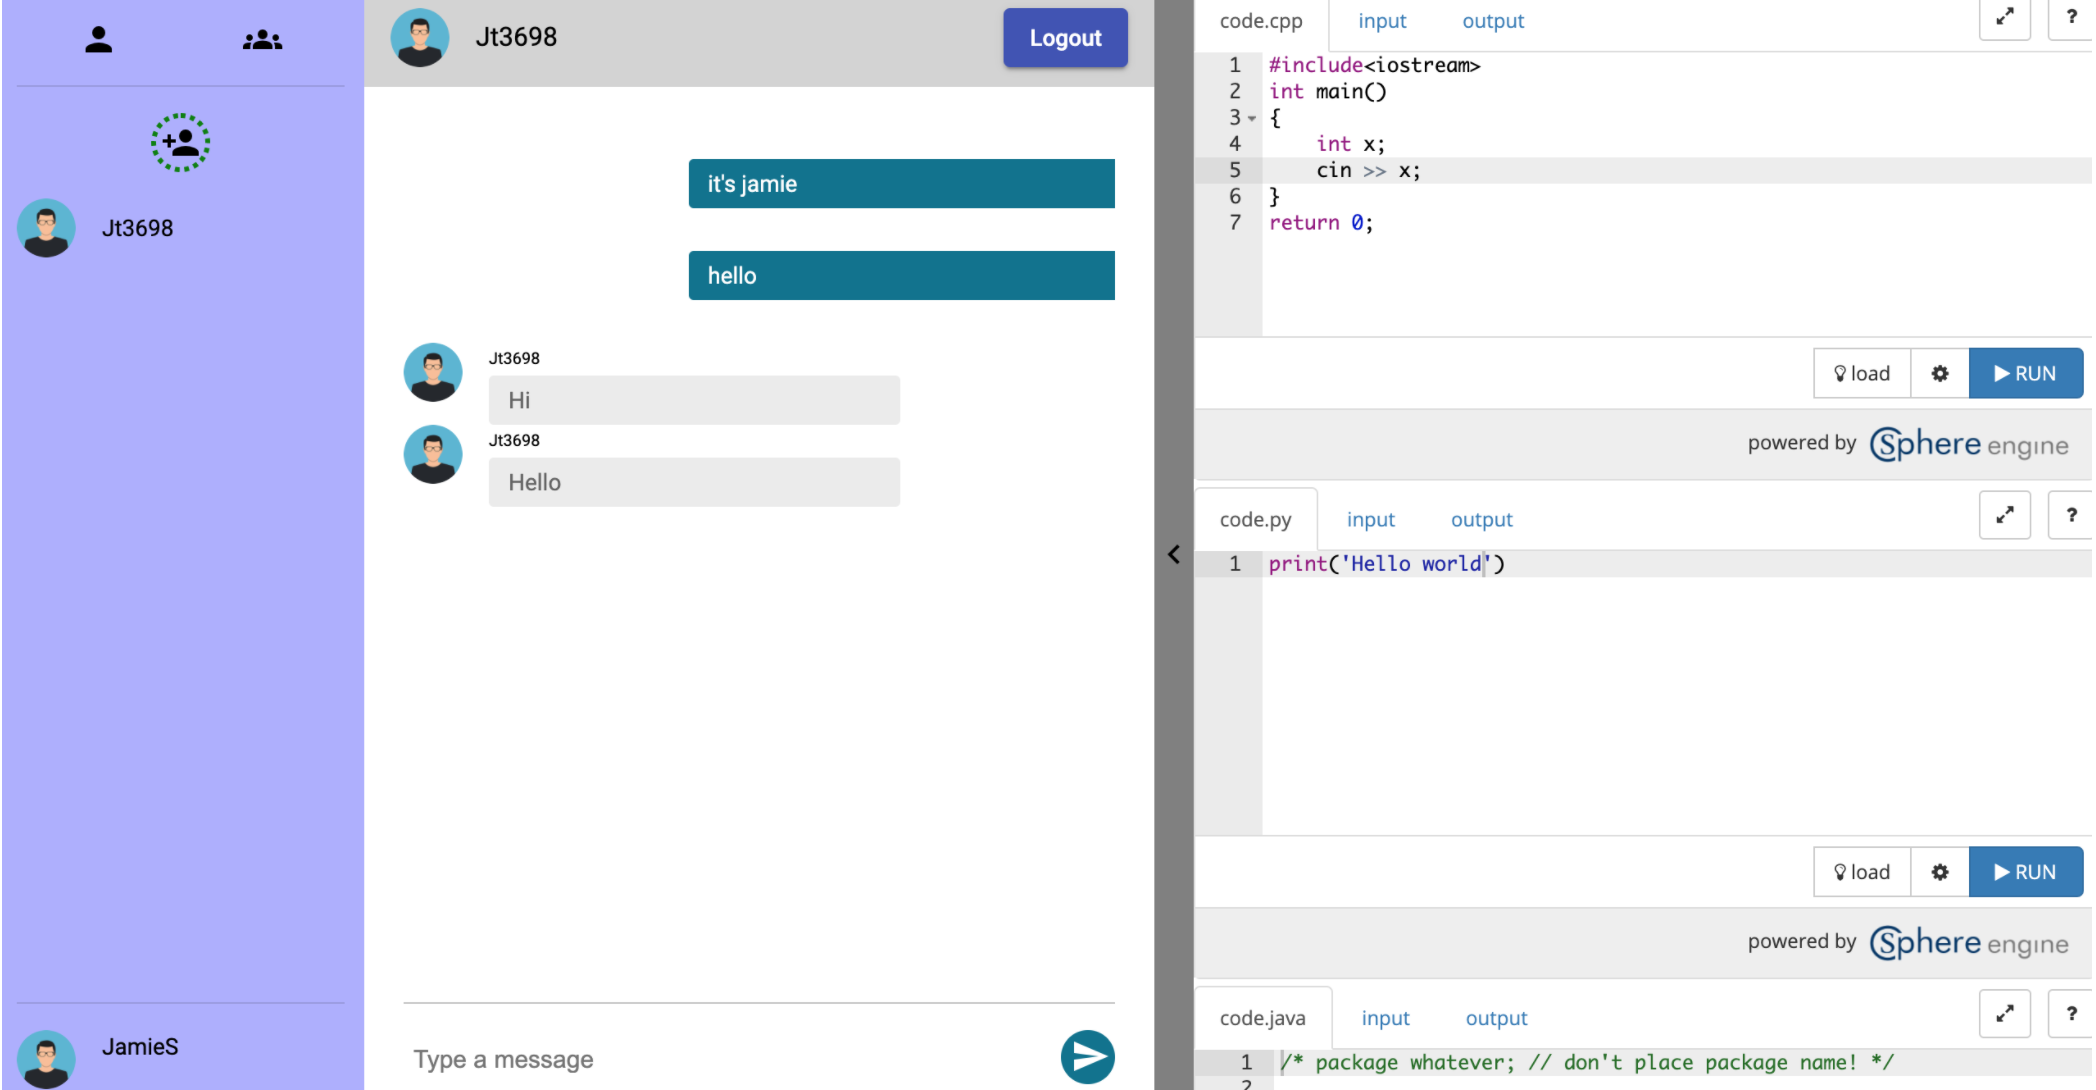 Jt3698
JamieS
Jt3698
Logout
it's jamie
hello
Jt3698
Hi
Jt3698
Hello
Type a message
code.cpp input output ?
1 #include<iostream>
2 int main()
3 {
4 int x;
5 cin >> x;
6 }
7 return 0;
load RUN
powered by Sphere engine
code.py input output ?
1 print('Hello world')
load RUN
powered by Sphere engine
code.java input output ?
1 /* package whatever; // don't place package name! */
2